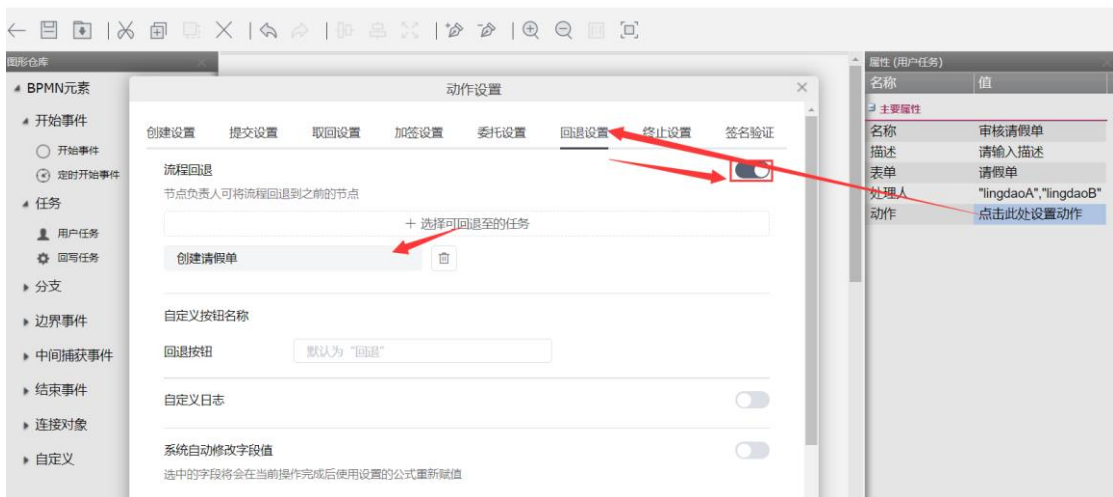 图形仓库
BPMN元素
开始事件
开始事件
定时开始事件
任务
用户任务
回写任务
分支
边界事件
中间捕获事件
结束事件
连接对象
自定义
动作设置
创建设置 提交设置 取回设置 加签设置 委托设置 回退设置 终止设置 签名验证
流程回退
节点负责人可将流程回退到之前的节点
+ 选择可回退至的任务
创建请假单
自定义按钮名称
回退按钮 默认为“回退”
自定义日志
系统自动修改字段值
选中的字段将会在当前操作完成后使用设置的公式重新赋值
属性 (用户任务)
名称 值
主要属性
名称 审核请假单
描述 请输入描述
表单 请假单
处理人 "lingdaoA","lingdaoB"
动作 点击此处设置动作